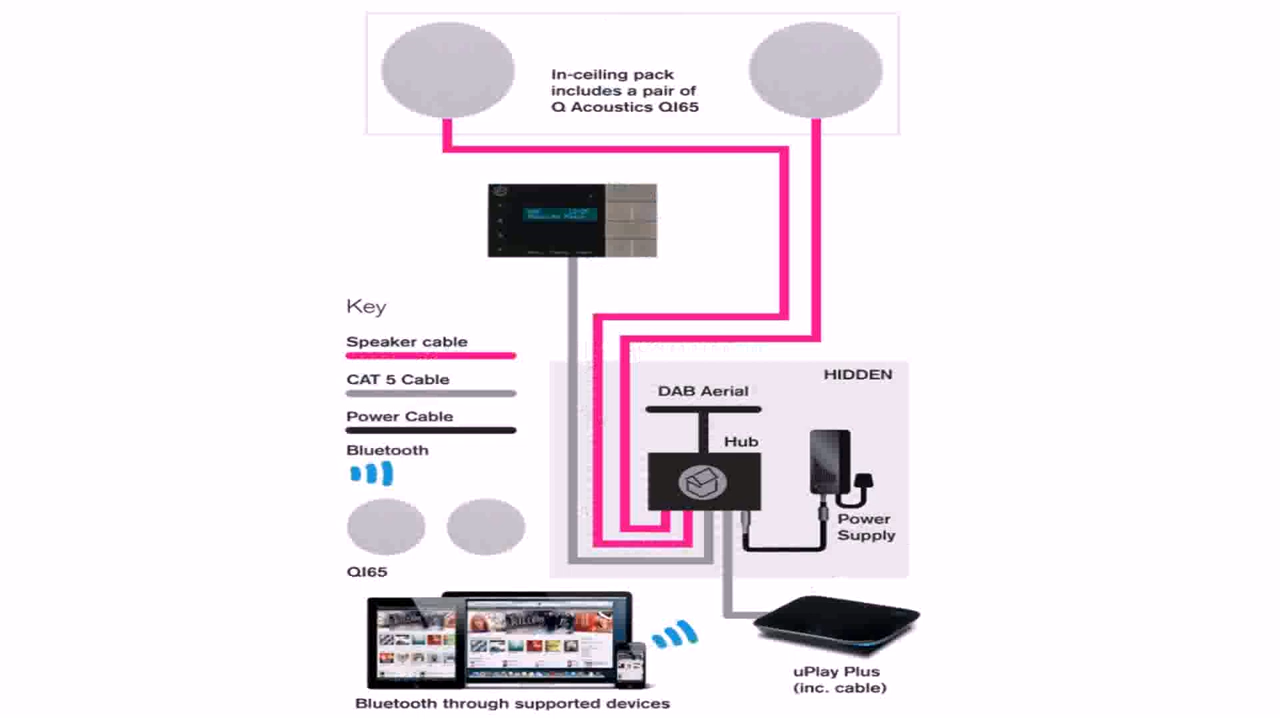 In-ceiling pack
includes a pair of
Q Acoustics QI65
Key
Speaker cable
CAT 5 Cable
Power Cable
Bluetooth
QI65
HIDDEN
DAB Aerial
Hub
Power
Supply
uPlay Plus
(inc. cable)
Bluetooth through supported devices